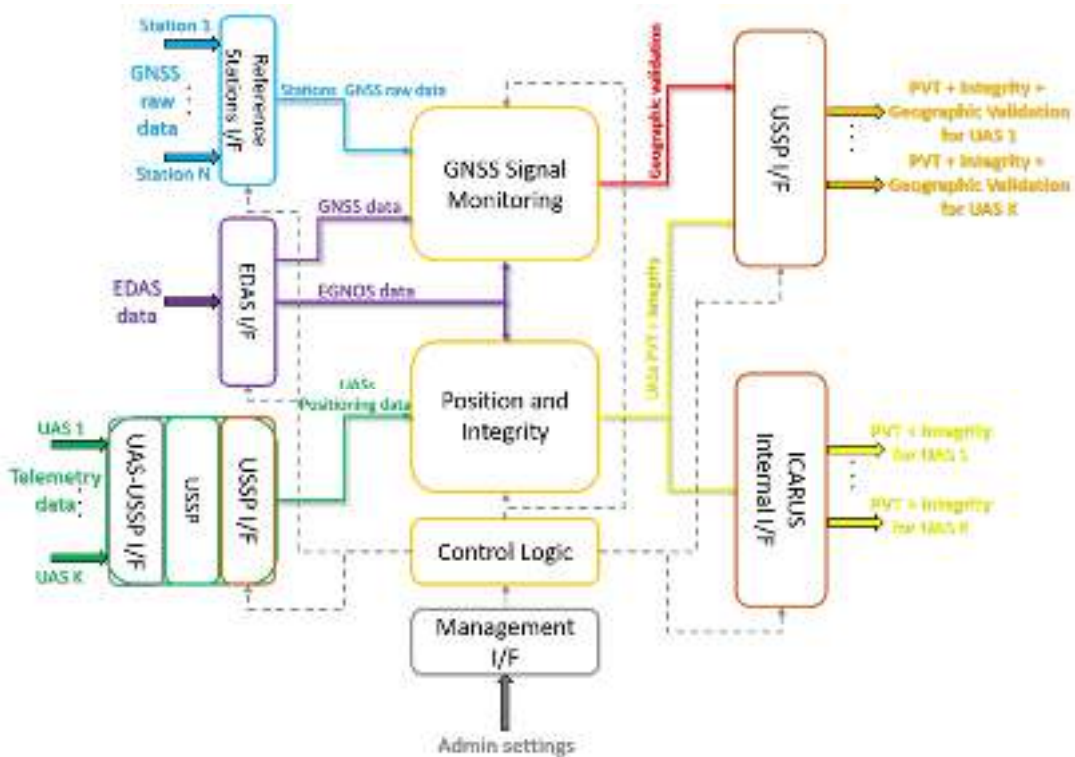 Station 1
GNSS
raw
data
Station N
Reference
Stations I/F
Stations GNSS raw data
GNSS Signal
Monitoring
Geographic validation
USSP I/F
PVT + Integrity +
Geographic Validation
for UAS 1
PVT + Integrity +
Geographic Validation
for UAS K
EDAS
data
EDAS I/F
GNSS data
EGNOS data
UASs
Positioning data
Position and
Integrity
UASs PVT + Integrity
ICARUS
Internal I/F
PVT + Integrity
for UAS 1
PVT + Integrity
for UAS K
UAS 1
Telemetry
data
UAS K
UAS-USSP I/F
USSP
USSP I/F
Control Logic
Management
I/F
Admin settings